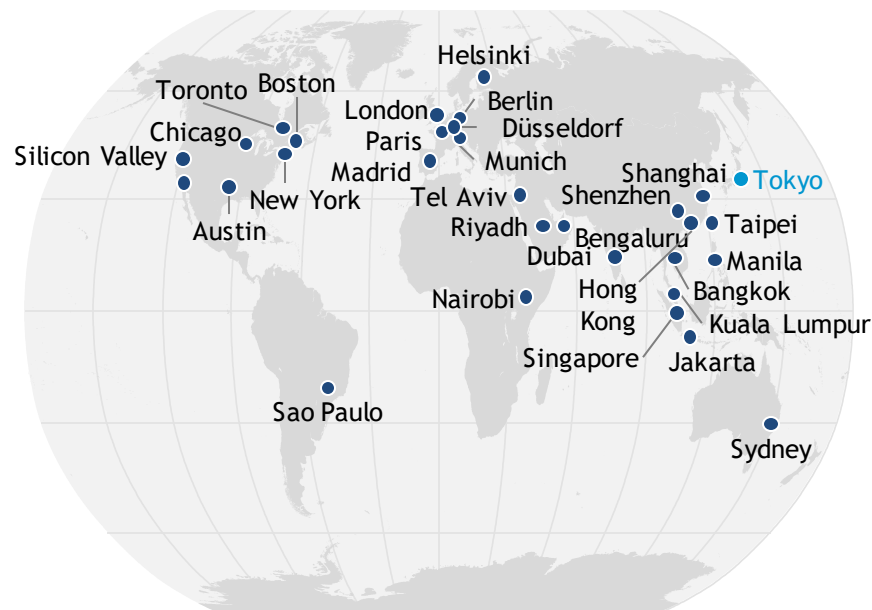 Helsinki
Toronto
Boston
London
Berlin
Chicago
Paris
Düsseldorf
Silicon Valley
Madrid
Munich
New York
Austin
Tel Aviv
Shanghai
Tokyo
Shenzhen
Riyadh
Taipei
Dubai
Bengaluru
Manila
Hong
Kong
Bangkok
Nairobi
Kuala Lumpur
Singapore
Jakarta
Sao Paulo
Sydney